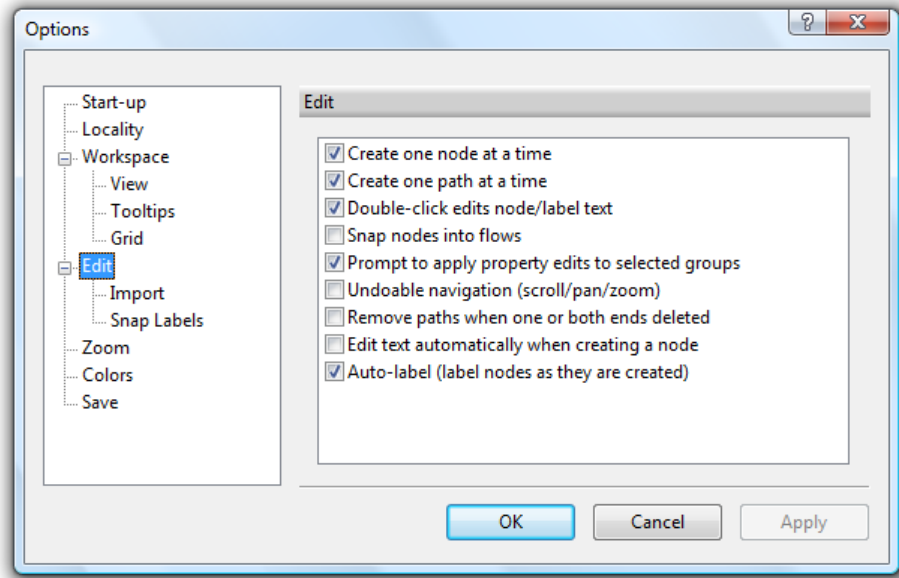 Options
Start-up
Locality
Workspace
View
Tooltips
Grid
Edit
Import
Snap Labels
Zoom
Colors
Save
Edit
Create one node at a time
Create one path at a time
Double-click edits node/label text
Snap nodes into flows
Prompt to apply property edits to selected groups
Undoable navigation (scroll/pan/zoom)
Remove paths when one or both ends deleted
Edit text automatically when creating a node
Auto-label (label nodes as they are created)
OK
Cancel
Apply